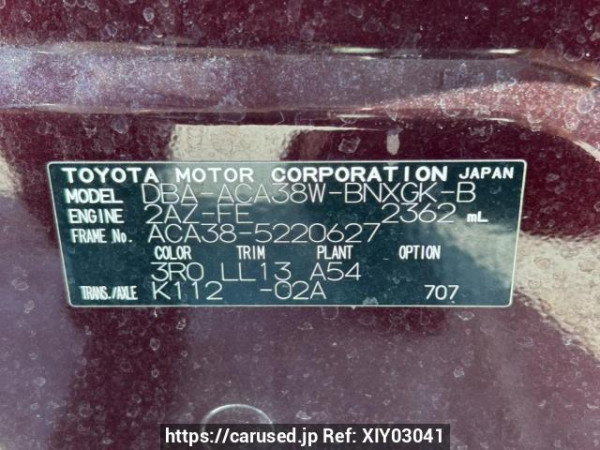 TOYOTA MOTOR CORPORATION JAPAN
MODEL DBA-ACA38W-BNXGK-B
ENGINE 2AZ-FE 2362 mL
FRAME No. ACA38-5220627
COLOR TRIM PLANT OPTION
3R0 LL13 A54
TRANS./AXLE K112 -02A 707
https://carused.jp Ref: XIY03041